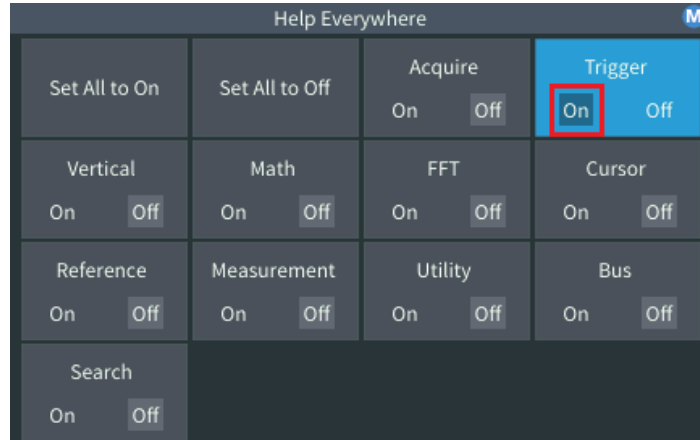 Help Everywhere M
Set All to On Set All to Off Acquire Trigger
On Off On Off
Vertical Math FFT Cursor
On Off On Off On Off On Off
Reference Measurement Utility Bus
On Off On Off On Off On Off
Search
On Off